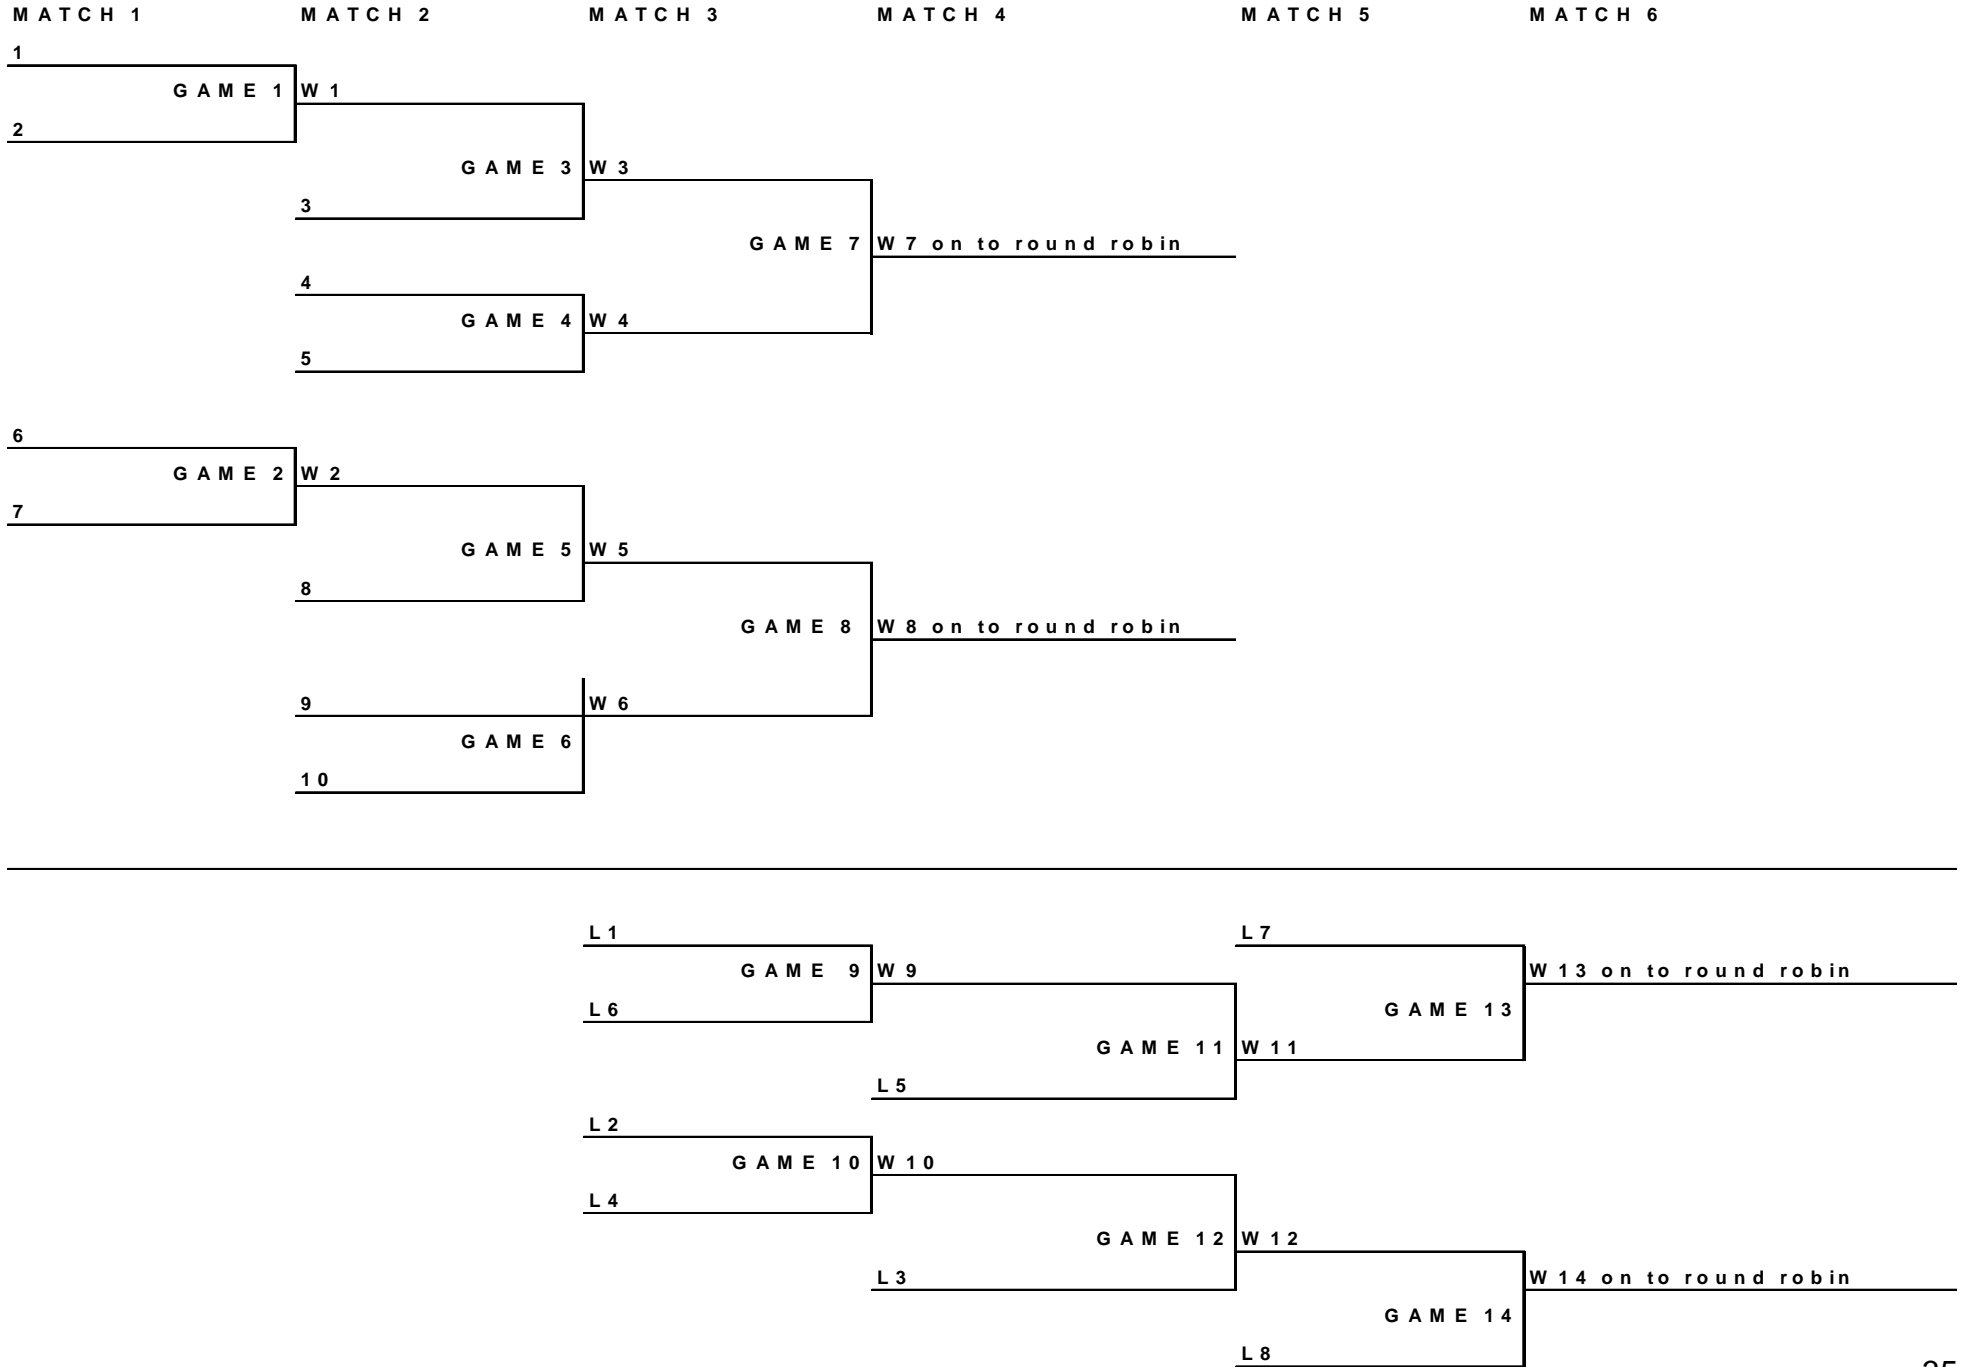 MATCH 1 MATCH 2 MATCH 3 MATCH 4 MATCH 5 MATCH 6
1
GAME 1 W 1
2
GAME 3 W 3
3
GAME 7 W 7 on to round robin
4
GAME 4 W 4
5
6
GAME 2 W 2
7
GAME 5 W 5
8
GAME 8 W 8 on to round robin
9 W 6
GAME 6
10
L 1 L 7
GAME 9 W 9 W 13 on to round robin
L 6 GAME 13
GAME 11 W 11
L 5
L 2
GAME 10 W 10
L 4
GAME 12 W 12
L 3 W 14 on to round robin
GAME 14
L 8